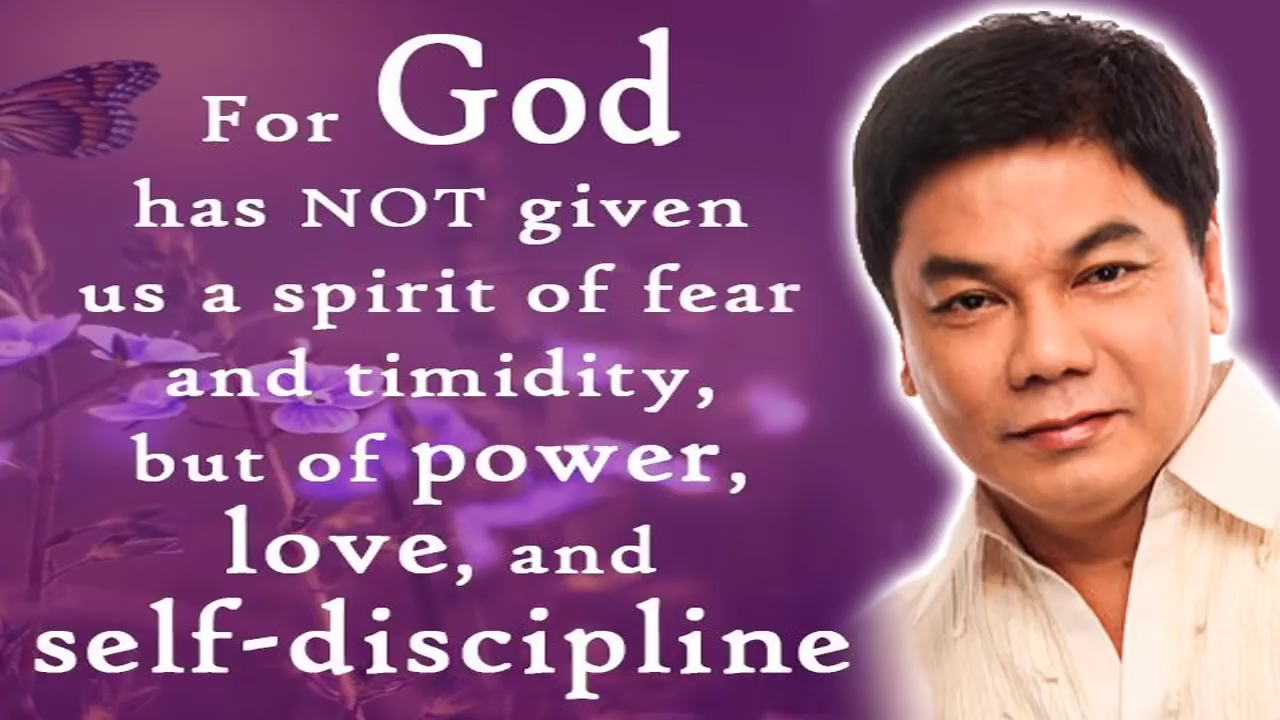 For God
has NOT given
us a spirit of fear
and timidity,
but of power,
love, and
self-discipline